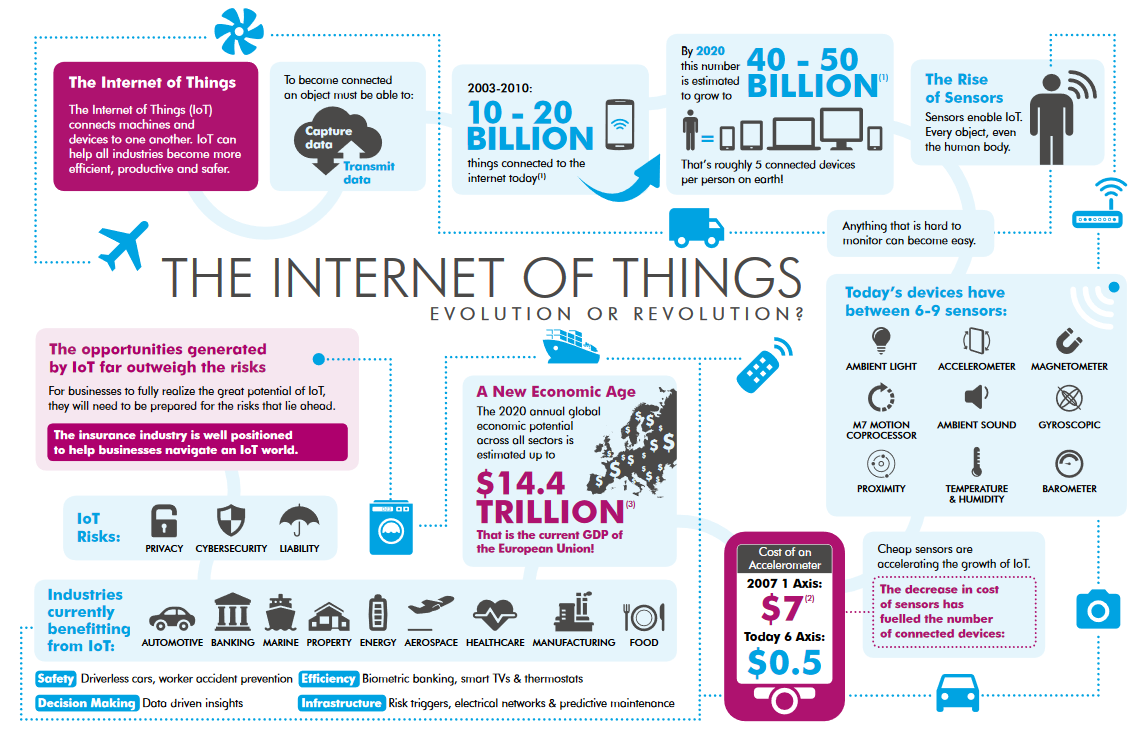 The Internet of Things
The Internet of Things (IoT)
connects machines and
devices to one another. IoT can
help all industries become more
efficient, productive and safer.
To become connected
an object must be able to:
Capture
data
Transmit
data
2003-2010:
10 - 20
BILLION
things connected to the
internet today(1)
By 2020
this number
is estimated
to grow to
40 - 50
BILLION(1)
=
That's roughly 5 connected devices
per person on earth!
The Rise
of Sensors
Sensors enable IoT.
Every object, even
the human body.
Anything that is hard to
monitor can become easy.
THE INTERNET OF THINGS
EVOLUTION OR REVOLUTION?
Today's devices have
between 6-9 sensors:
AMBIENT LIGHT
ACCELEROMETER
MAGNETOMETER
M7 MOTION
COPROCESSOR
AMBIENT SOUND
GYROSCOPIC
PROXIMITY
TEMPERATURE
& HUMIDITY
BAROMETER
The opportunities generated
by IoT far outweigh the risks
For businesses to fully realize the great potential of IoT,
they will need to be prepared for the risks that lie ahead.
The insurance industry is well positioned
to help businesses navigate an IoT world.
A New Economic Age
The 2020 annual global
economic potential
across all sectors is
estimated up to
$14.4
TRILLION(3)
That is the current GDP of
the European Union!
$ $ $ $ $ $ $ $ $ $ $
IoT
Risks:
PRIVACY
CYBERSECURITY
LIABILITY
Cost of an
Accelerometer
2007 1 Axis:
$7(2)
Today 6 Axis:
$0.5
Cheap sensors are
accelerating the growth of IoT.
The decrease in cost
of sensors has
fuelled the number
of connected devices:
Industries
currently
benefitting
from IoT:
AUTOMOTIVE
BANKING
MARINE
PROPERTY
ENERGY
AEROSPACE
HEALTHCARE
MANUFACTURING
FOOD
Safety Driverless cars, worker accident prevention
Efficiency Biometric banking, smart TVs & thermostats
Decision Making Data driven insights
Infrastructure Risk triggers, electrical networks & predictive maintenance